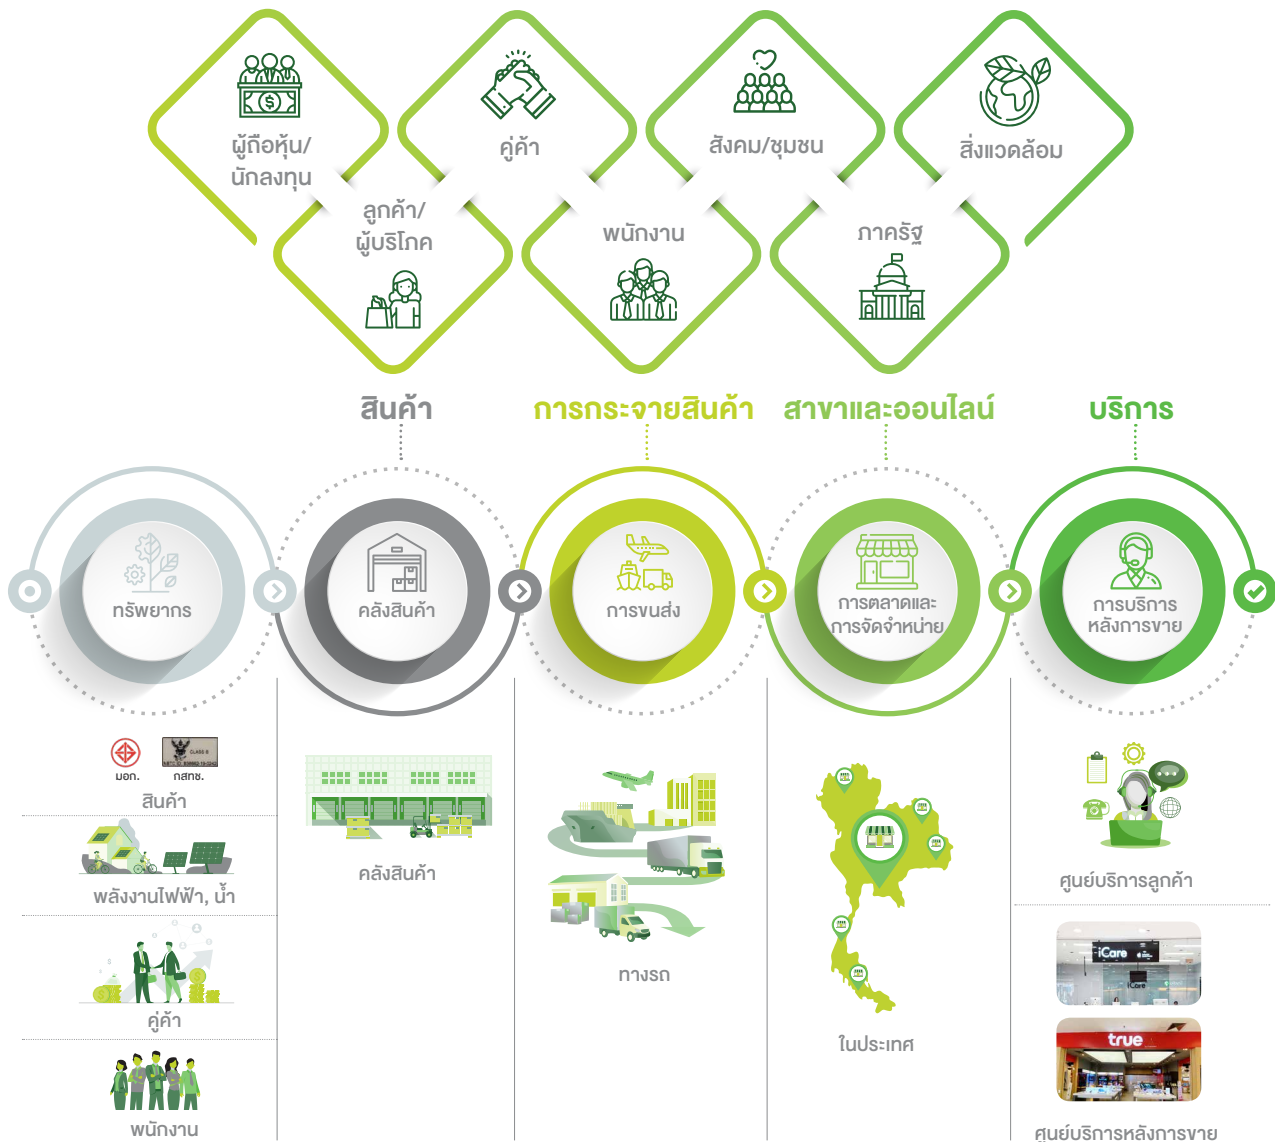 ผู้ถือหุ้น/
นักลงทุน
คู่ค้า
สังคม/ชุมชน
สิ่งแวดล้อม
ลูกค้า/
ผู้บริโภค
พนักงาน
ภาครัฐ
สินค้า
การกระจายสินค้า
สาขาและออนไลน์
บริการ
ทรัพยากร
คลังสินค้า
การขนส่ง
การตลาดและ
การจัดจำหน่าย
การบริการ
หลังการขาย
CLASS B
มอก.
กสทช.
สินค้า
พลังงานไฟฟ้า, น้ำ
คู่ค้า
พนักงาน
คลังสินค้า
ทางรถ
ในประเทศ
ศูนย์บริการลูกค้า
iCare
iCare
true
ศูนย์บริการหลังการขาย